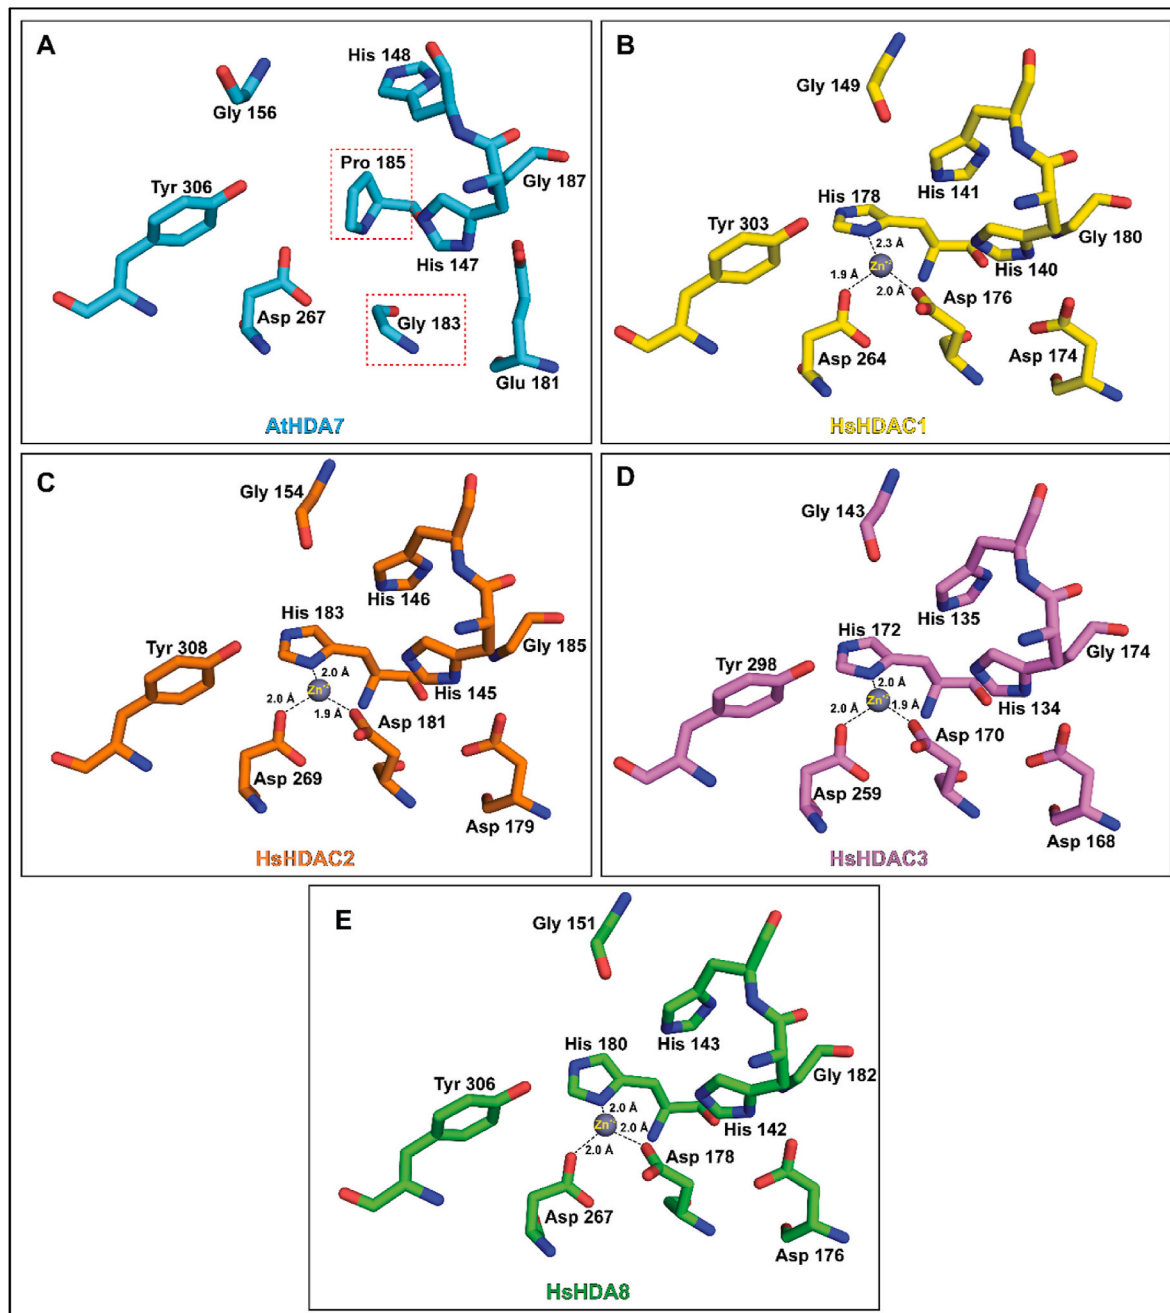 A
His 148
Gly 156
Pro 185
Tyr 306
Gly 187
His 147
Asp 267
Gly 183
Glu 181
AtHDA7
B
Gly 149
His 141
His 178
Tyr 303
Gly 180
2.3 Å
His 140
Zn+2
1.9 Å
2.0 Å
Asp 176
Asp 264
Asp 174
HsHDAC1
C
Gly 154
His 146
His 183
Tyr 308
Gly 185
2.0 Å
His 145
Zn+2
2.0 Å
1.9 Å
Asp 181
Asp 269
Asp 179
HsHDAC2
D
Gly 143
His 135
His 172
Tyr 298
Gly 174
2.0 Å
His 134
Zn+2
2.0 Å
1.9 Å
Asp 170
Asp 259
Asp 168
HsHDAC3
E
Gly 151
His 180
His 143
Gly 182
Tyr 306
2.0 Å
Zn+2
2.0 Å
His 142
2.0 Å
Asp 178
Asp 267
Asp 176
HsHDA8